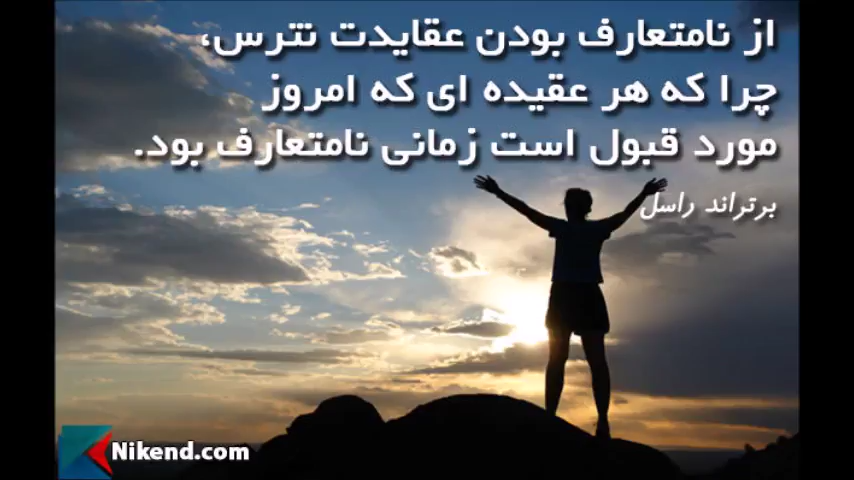 از نامتعارف بودن عقایدت نترس،
چرا که هر عقیده ای که امروز
مورد قبول است زمانی نامتعارف بود.
برتراند راسل
Nikend.com